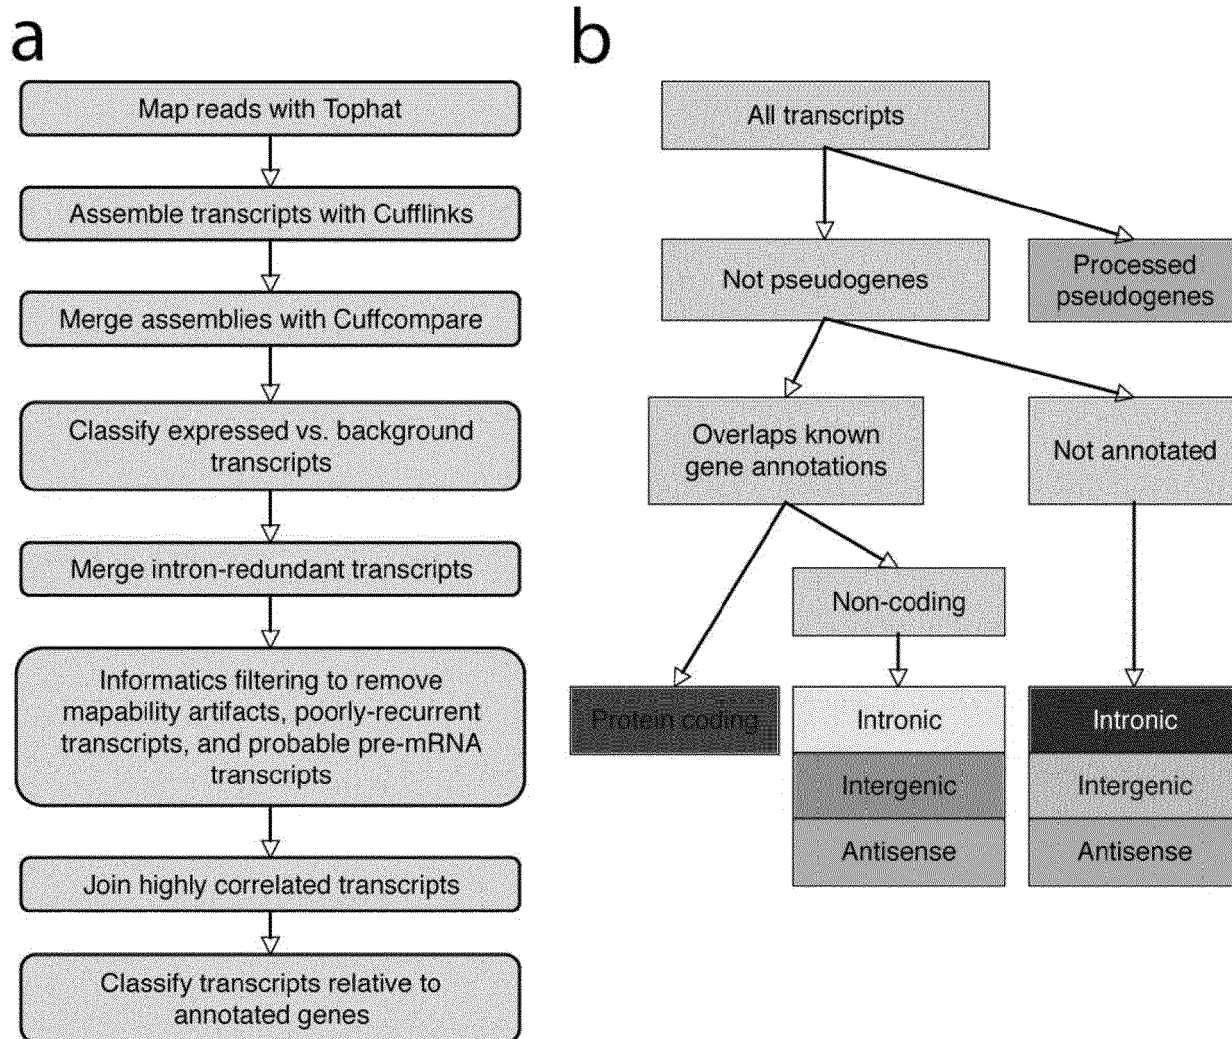 a
Map reads with Tophat
Assemble transcripts with Cufflinks
Merge assemblies with Cuffcompare
Classify expressed vs. background
transcripts
Merge intron-redundant transcripts
Informatics filtering to remove
mapability artifacts, poorly-recurrent
transcripts, and probable pre-mRNA
transcripts
Join highly correlated transcripts
Classify transcripts relative to
annotated genes
b
All transcripts
Not pseudogenes
Processed
pseudogenes
Overlaps known
gene annotations
Not annotated
Non-coding
Protein coding
Intronic
Intergenic
Antisense
Intronic
Intergenic
Antisense